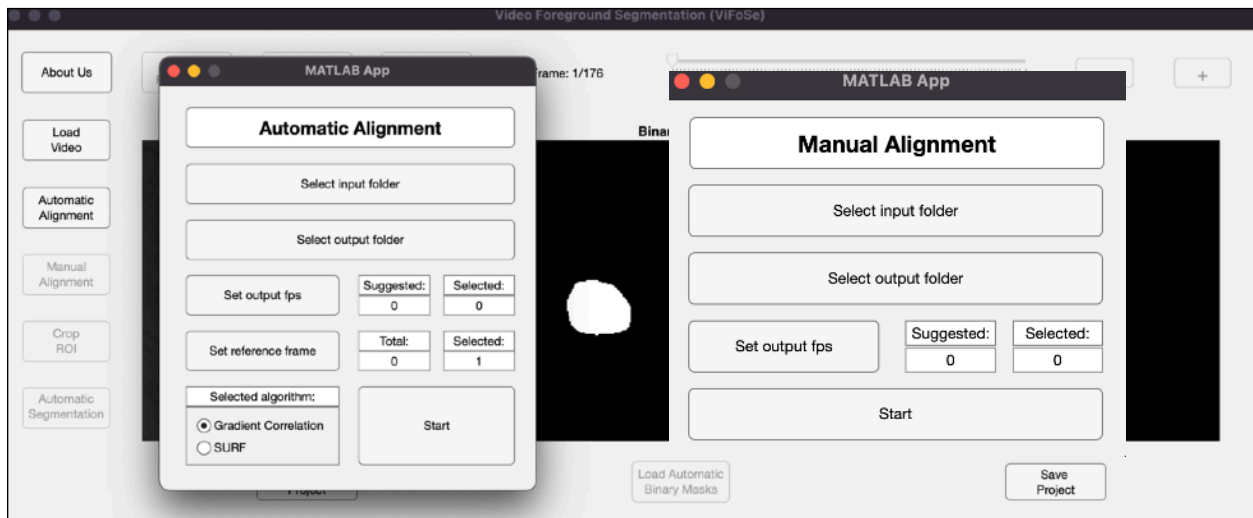 Video Foreground Segmentation (ViFoSe)
About Us
Frame: 1/176
+
Load
Video
Automatic
Alignment
Manual
Alignment
Crop
ROI
Automatic
Segmentation
MATLAB App
Automatic Alignment
Select input folder
Select output folder
Set output fps
Suggested:
0
Selected:
0
Set reference frame
Total:
0
Selected:
1
Selected algorithm:
Gradient Correlation
SURF
Start
Binar
MATLAB App
Manual Alignment
Select input folder
Select output folder
Set output fps
Suggested:
0
Selected:
0
Start
Project
Load Automatic
Binary Masks
Save
Project